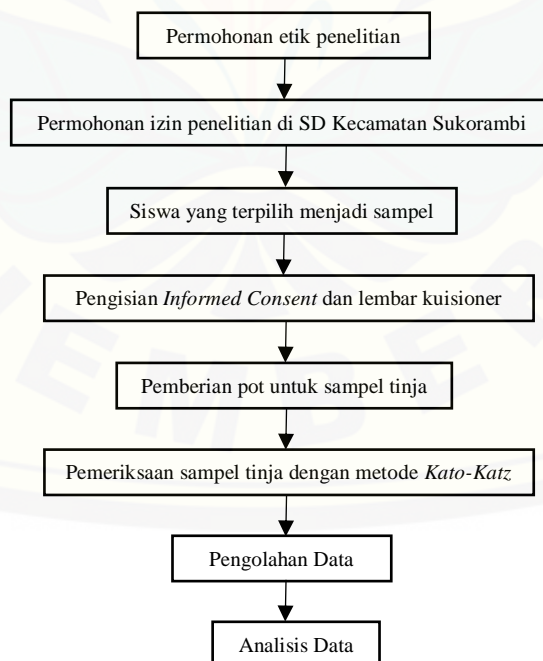 Permohonan etik penelitian
Permohonan izin penelitian di SD Kecamatan Sukorambi
Siswa yang terpilih menjadi sampel
Pengisian Informed Consent dan lembar kuisioner
Pemberian pot untuk sampel tinja
Pemeriksaan sampel tinja dengan metode Kato-Katz
Pengolahan Data
Analisis Data